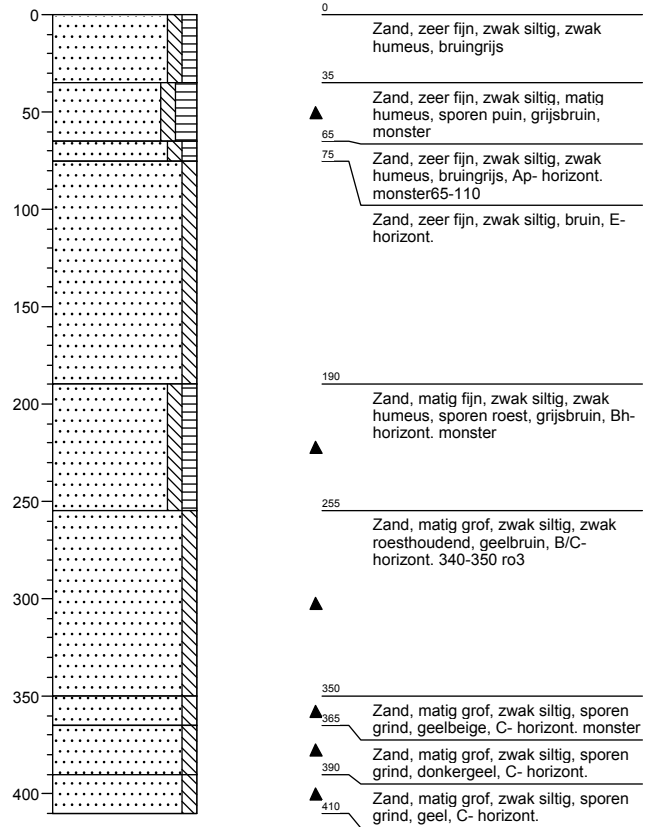 0
50
100
150
200
250
300
350
400
0
Zand, zeer fijn, zwak siltig, zwak
humeus, bruingrijs
35
Zand, zeer fijn, zwak siltig, matig
humeus, sporen puin, grijsbruin,
monster
65
Zand, zeer fijn, zwak siltig, zwak
humeus, bruingrijs, Ap- horizont.
monster65-110
75
Zand, zeer fijn, zwak siltig, bruin, E-
horizont.
190
Zand, matig fijn, zwak siltig, zwak
humeus, sporen roest, grijsbruin, Bh-
horizont. monster
255
Zand, matig grof, zwak siltig, zwak
roesthoudend, geelbruin, B/C-
horizont. 340-350 ro3
350
Zand, matig grof, zwak siltig, sporen
grind, geelbeige, C- horizont. monster
365
Zand, matig grof, zwak siltig, sporen
grind, donkergeel, C- horizont.
390
Zand, matig grof, zwak siltig, sporen
grind, geel, C- horizont.
410